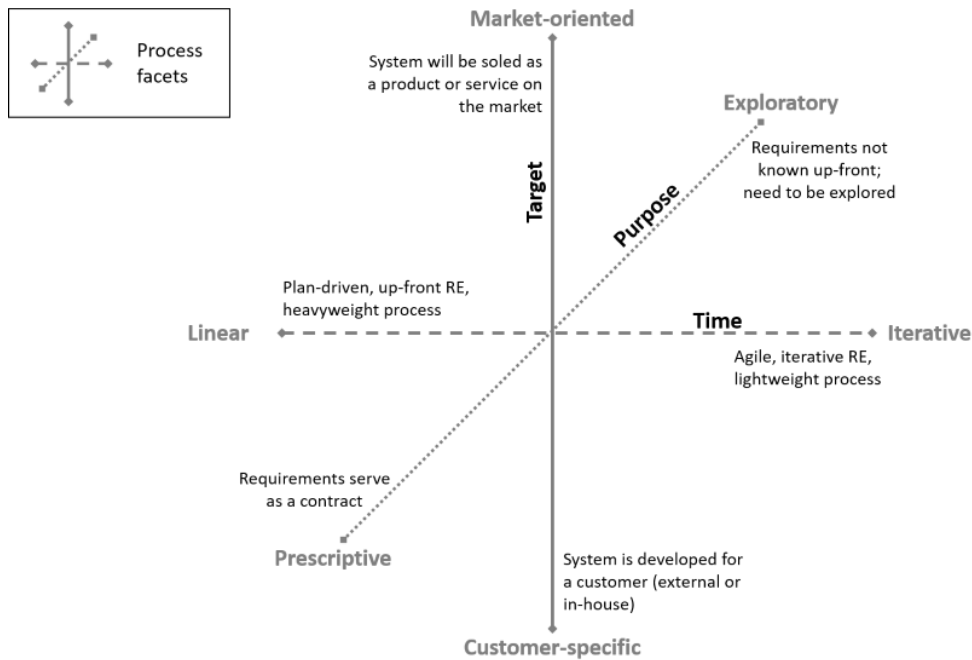 Process
facets
Market-oriented
System will be soled as
a product or service on
the market
Exploratory
Requirements not
known up-front;
need to be explored
Target
Purpose
Plan-driven, up-front RE,
heavyweight process
Linear
Time
Iterative
Agile, iterative RE,
lightweight process
Requirements serve
as a contract
Prescriptive
System is developed for
a customer (external or
in-house)
Customer-specific